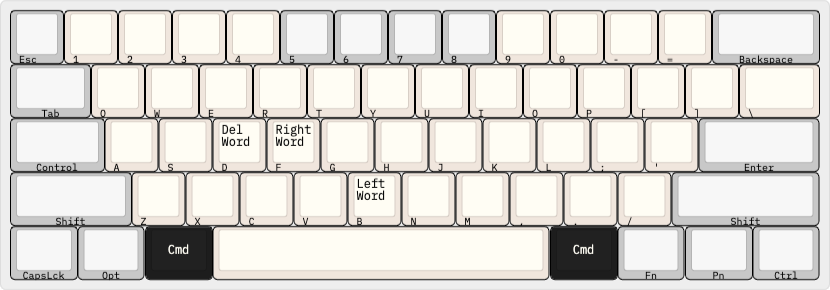 Esc 1 2 3 4 5 6 7 8 9 0 - = Backspace
Tab Q W E R T Y U I O P [ ] \
Del Word
Right Word
Control A S D F G H J K L ; ' Enter
Left Word
Shift Z X C V B N M , . / Shift
Cmd Cmd
CapsLck Opt Fn Pn Ctrl